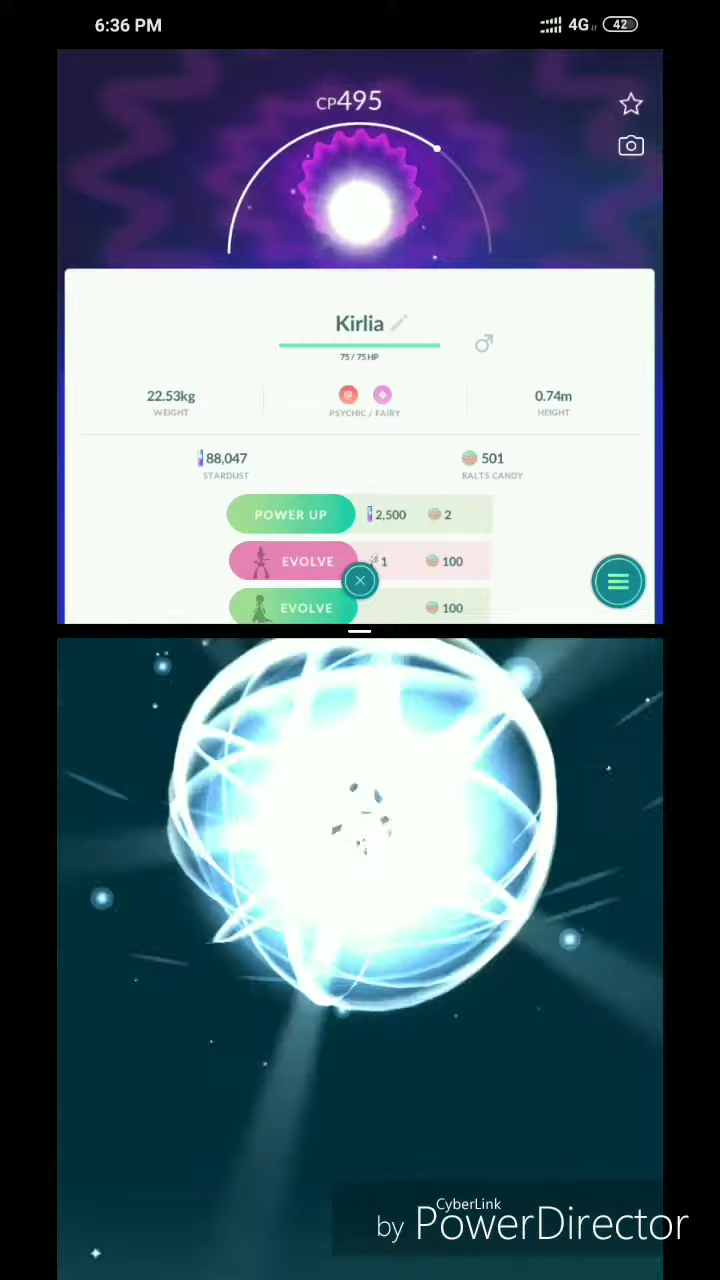 6:36 PM 4G 42
CP495
Kirlia
75 / 75 HP
22.53kg
WEIGHT
PSYCHIC / FAIRY
0.74m
HEIGHT
88,047
STARDUST
501
RALTS CANDY
POWER UP 2,500 2
EVOLVE 1 100
EVOLVE 100
CyberLink
by PowerDirector